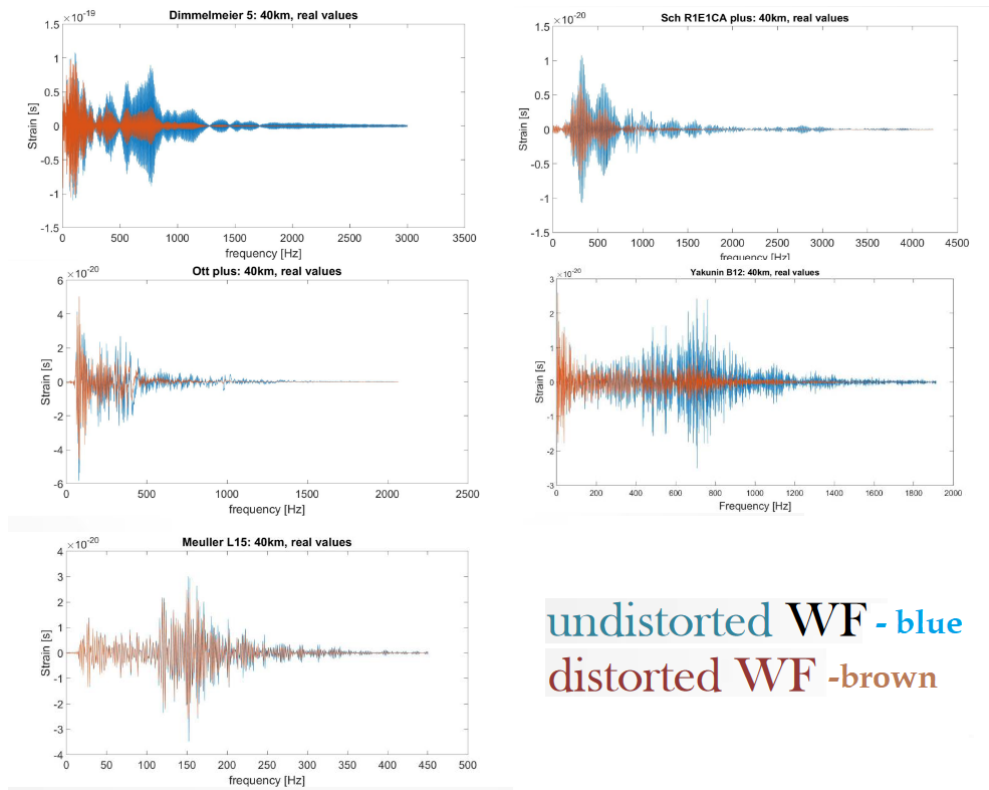 Dimmelmeier 5: 40km, real values
×10-19
1.5
1
0.5
0
-0.5
-1
-1.5
Strain [s]
0 500 1000 1500 2000 2500 3000 3500
frequency [Hz]
Sch R1E1CA plus: 40km, real values
×10-20
1.5
1
0.5
0
-0.5
-1
-1.5
Strain [s]
0 500 1000 1500 2000 2500 3000 3500 4000 4500
frequency [Hz]
Ott plus: 40km, real values
×10-20
6
4
2
0
-2
-4
-6
Strain [s]
0 500 1000 1500 2000 2500
frequency [Hz]
Yakunin B12: 40km, real values
×10-20
3
2
1
0
-1
-2
-3
Strain [s]
0 200 400 600 800 1000 1200 1400 1600 1800 2000
Frequency [Hz]
Meuller L15: 40km, real values
×10-20
4
3
2
1
0
-1
-2
-3
-4
Strain [s]
0 50 100 150 200 250 300 350 400 450 500
frequency [Hz]
undistorted WF - blue
distorted WF -brown